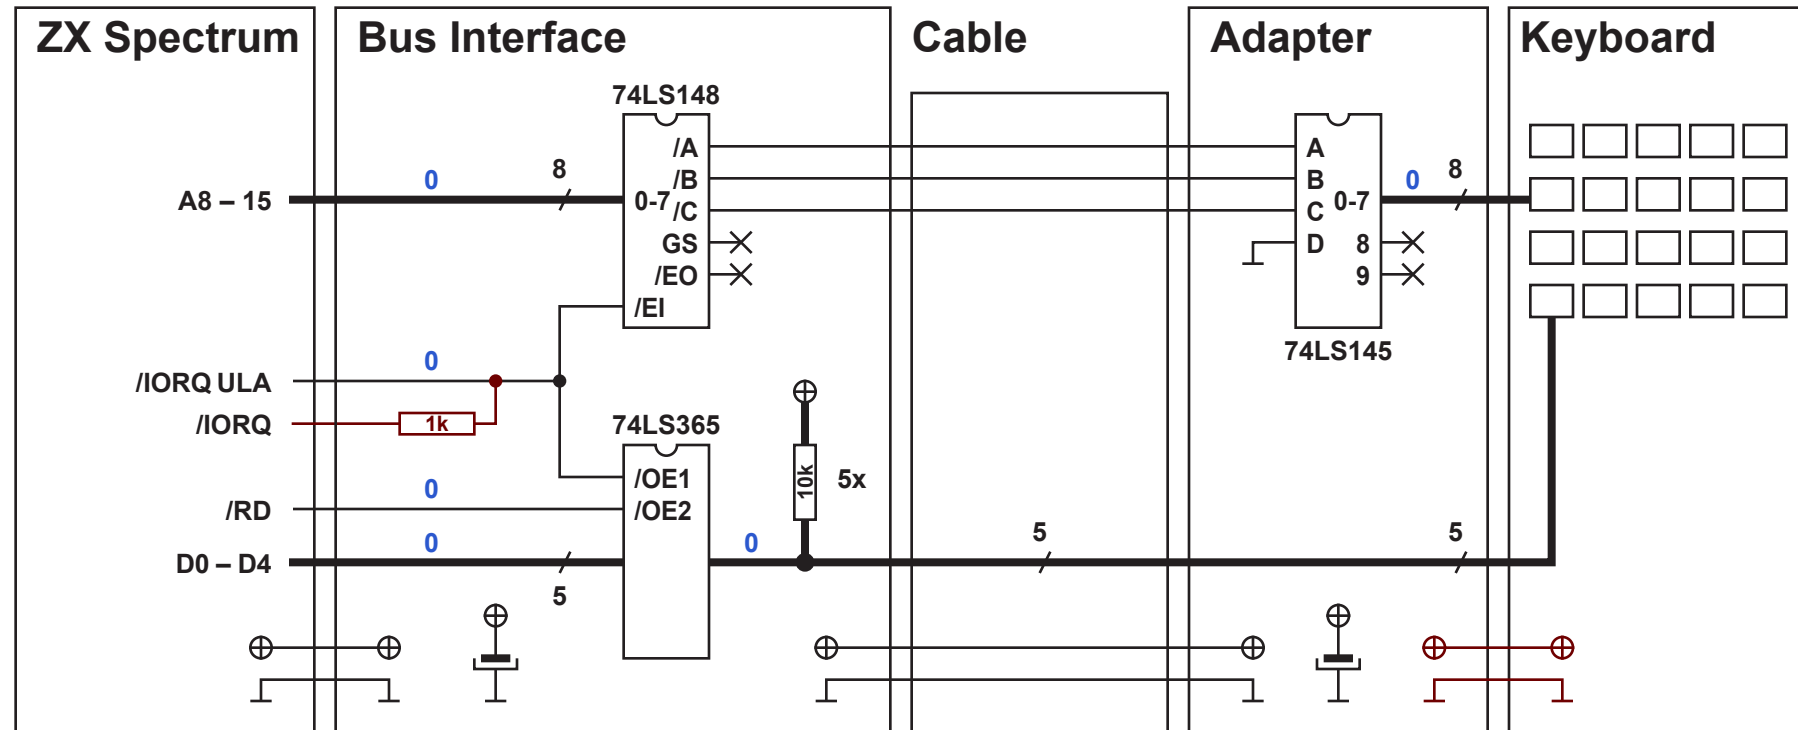 ZX Spectrum
Bus Interface
Cable
Adapter
Keyboard
74LS148
/A
A
0
8
/B
B
0
8
A8 – 15
0-7
/C
C
0-7
GS
D
8
/EO
9
/EI
74LS145
0
/IORQ ULA
/IORQ
1k
74LS365
/OE1
10k
5x
0
/RD
/OE2
0
0
5
5
D0 – D4
5